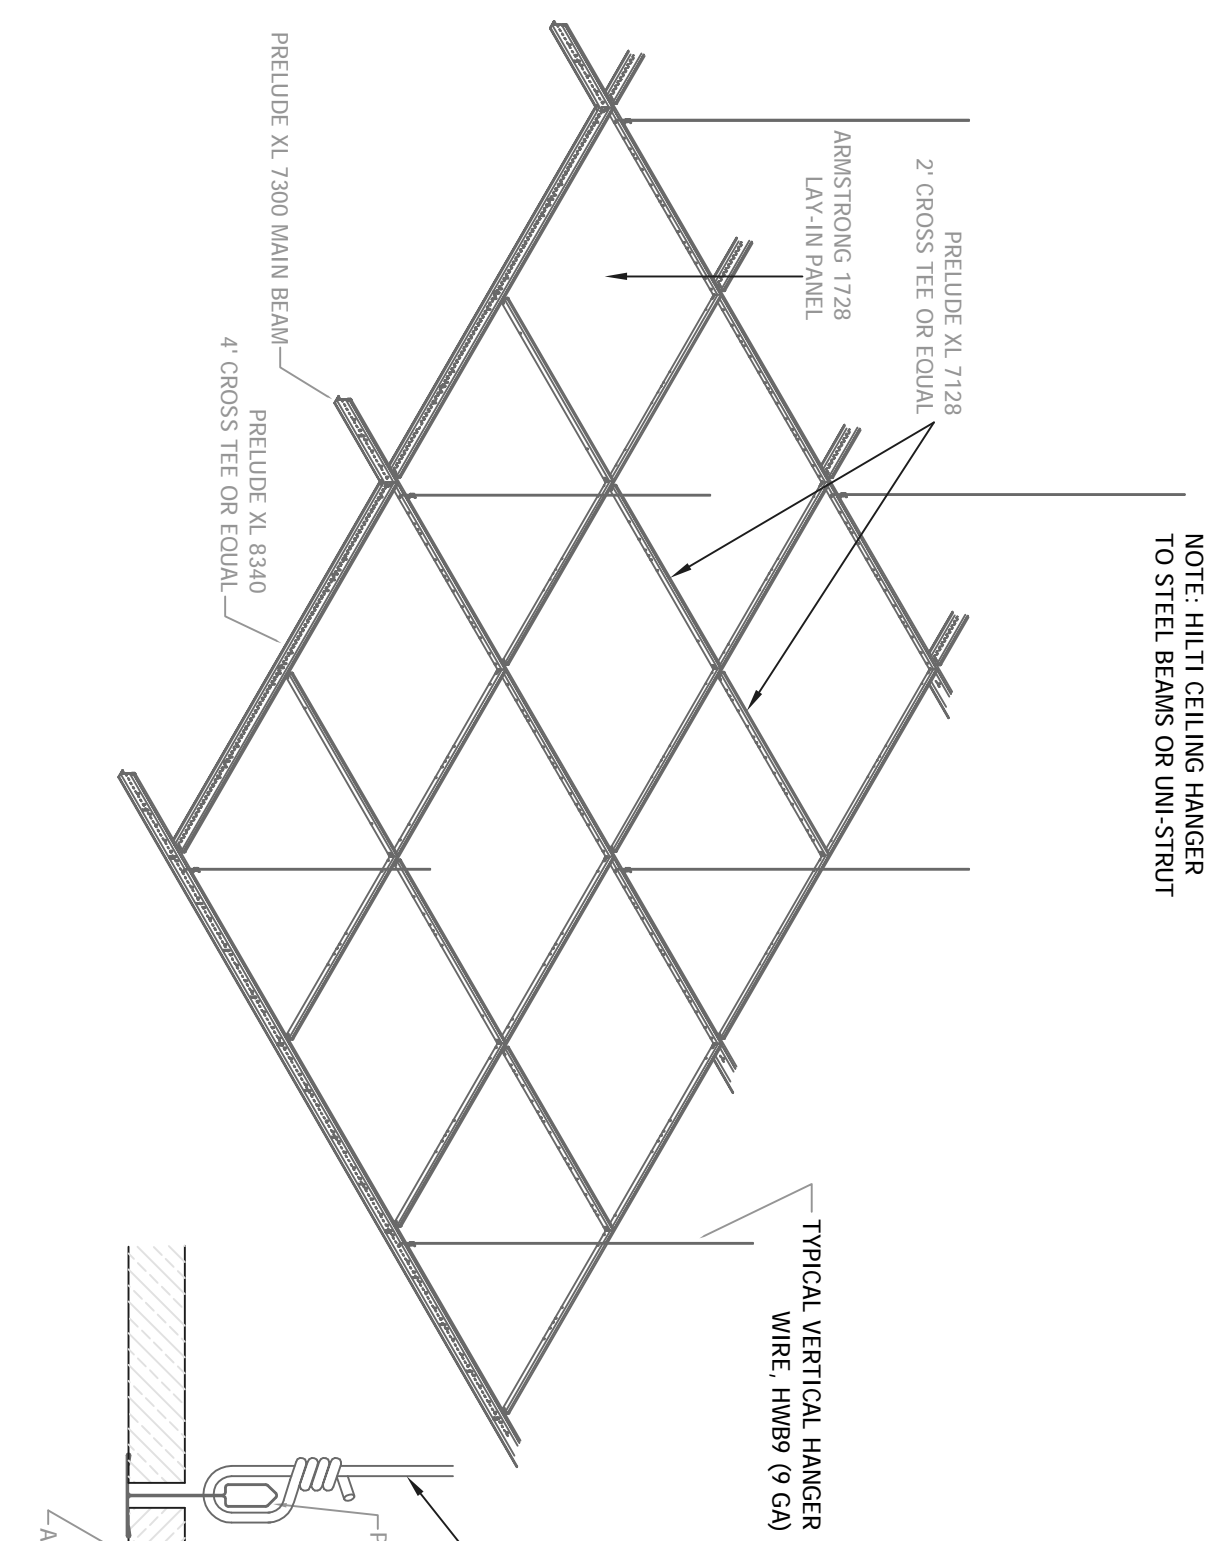 NOTE: HILTI CEILING HANGER
TO STEEL BEAMS OR UNI-STRUT
PRELUDE XL 7128
2' CROSS TEE OR EQUAL
ARMSTRONG 1728
LAY-IN PANEL
TYPICAL VERTICAL HANGER
WIRE, HWB9 (9 GA)
PRELUDE XL 7300 MAIN BEAM
PRELUDE XL 8340
4' CROSS TEE OR EQUAL